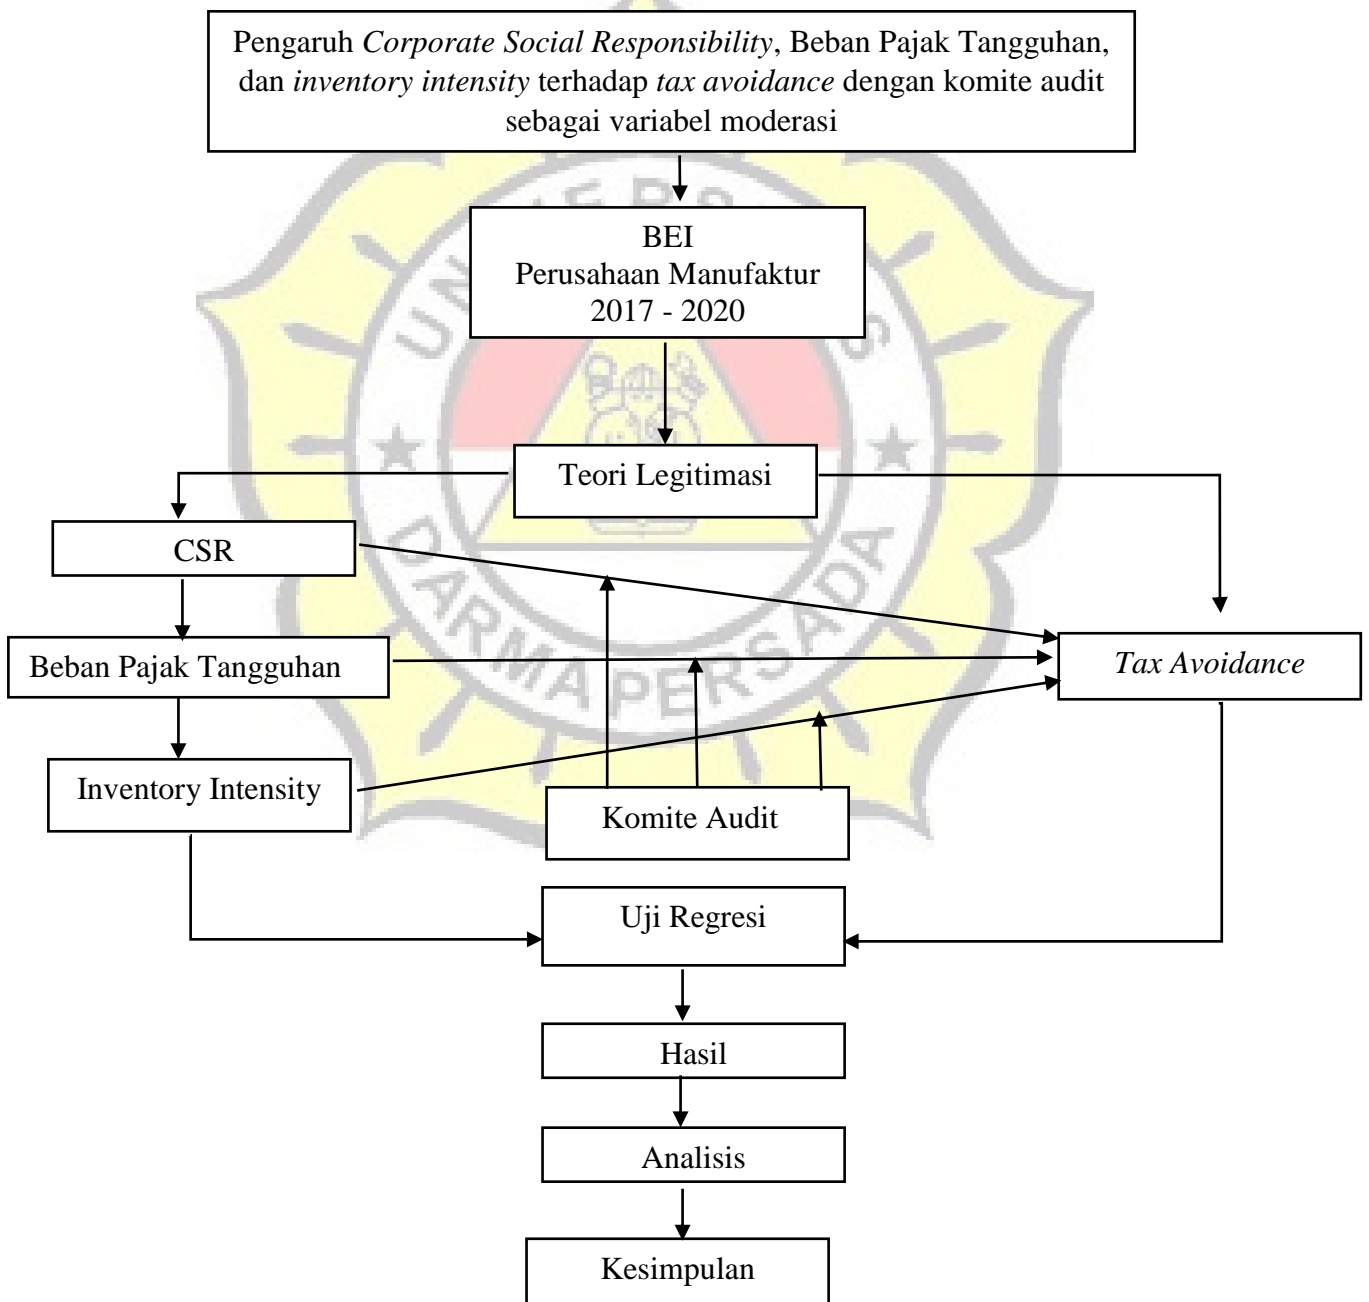 Pengaruh Corporate Social Responsibility, Beban Pajak Tangguhan,
dan inventory intensity terhadap tax avoidance dengan komite audit
sebagai variabel moderasi
BEI
Perusahaan Manufaktur
2017 - 2020
Teori Legitimasi
CSR
Beban Pajak Tangguhan
Tax Avoidance
Inventory Intensity
Komite Audit
Uji Regresi
Hasil
Analisis
Kesimpulan
DARMA PERSADA